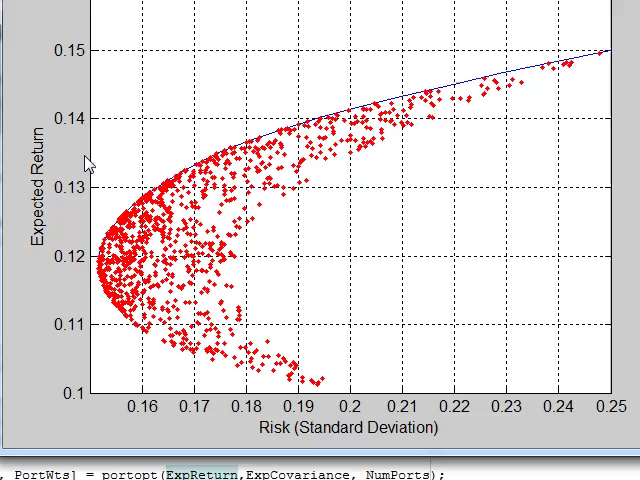 0.15
0.14
0.13
0.12
0.11
0.1
Expected Return
0.16 0.17 0.18 0.19 0.2 0.21 0.22 0.23 0.24 0.25
Risk (Standard Deviation)
, PortWts] = portopt(ExpReturn,ExpCovariance, NumPorts);